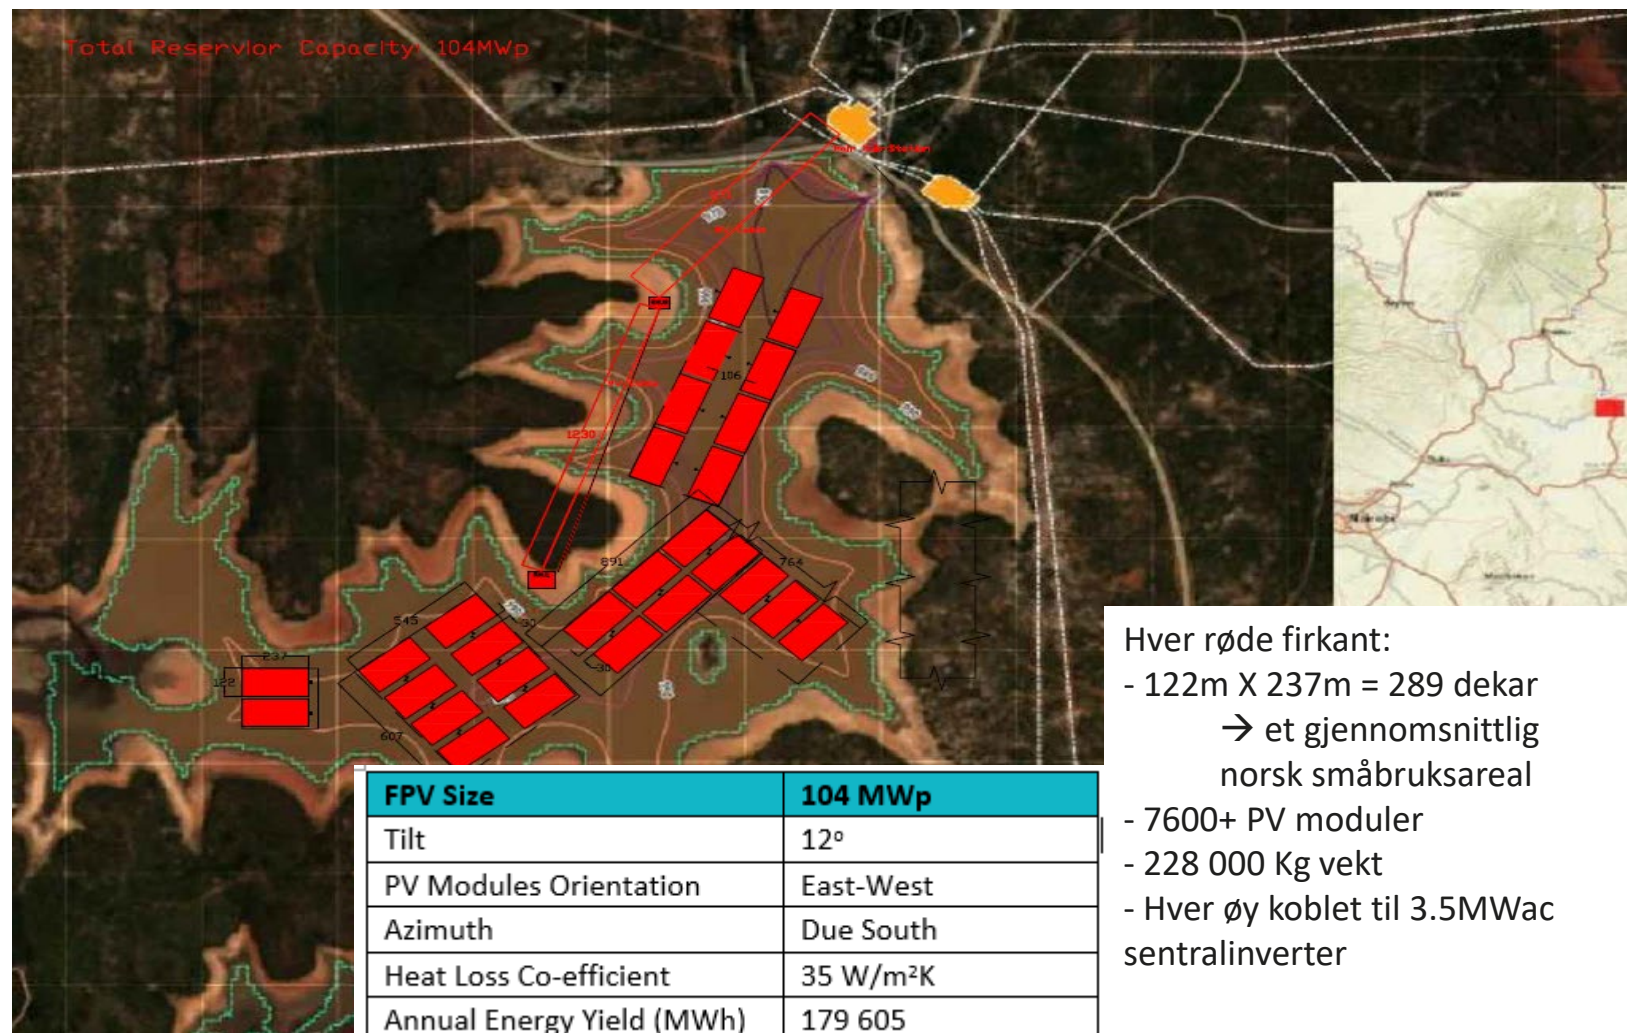 Total Reservior Capacity: 104MWp
1230
106
891
764
545
30
30
237
122
607
Hver røde firkant:
- 122m X 237m = 289 dekar
→ et gjennomsnittlig
norsk småbruksareal
- 7600+ PV moduler
- 228 000 Kg vekt
- Hver øy koblet til 3.5MWac
sentralinverter
FPV Size 104 MWp
Tilt 12º
PV Modules Orientation East-West
Azimuth Due South
Heat Loss Co-efficient 35 W/m²K
Annual Energy Yield (MWh) 179 605